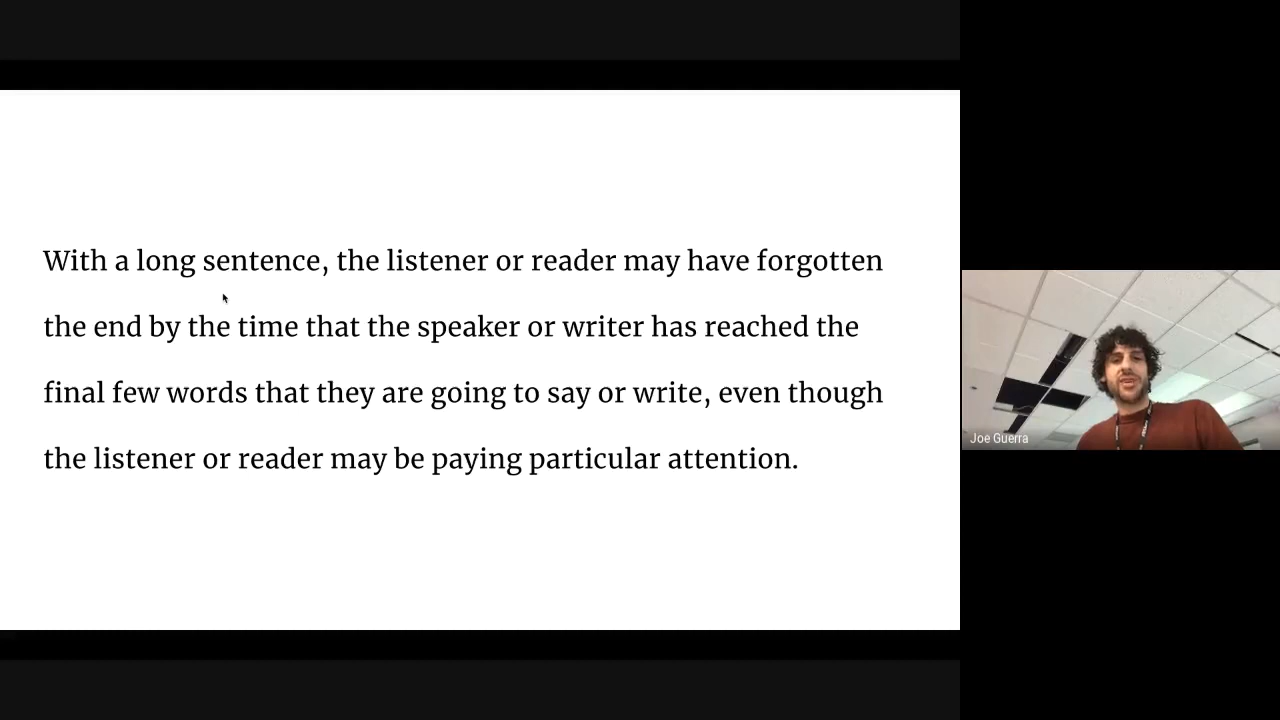 With a long sentence, the listener or reader may have forgotten
the end by the time that the speaker or writer has reached the
final few words that they are going to say or write, even though
the listener or reader may be paying particular attention.
Joe Guerra